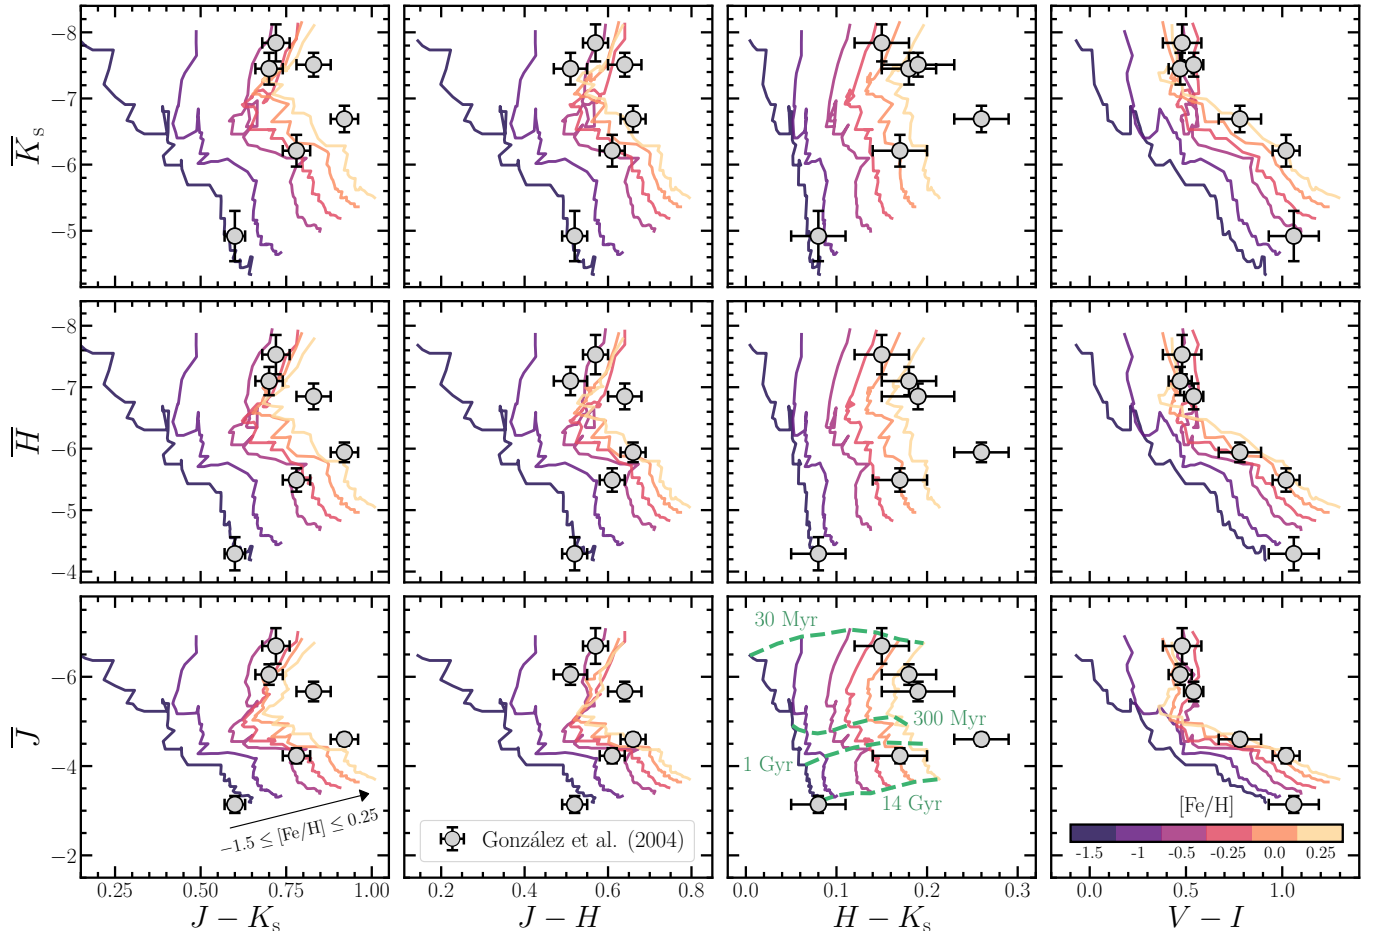 −8
−7
−6
−5
K̅s
−8
−7
−6
−5
−4
H̅
30 Myr
300 Myr
1 Gyr
14 Gyr
−6
−4
−2
J̅
−1.5 ≤ [Fe/H] ≤ 0.25
González et al. (2004)
[Fe/H]
-1.5 -1 -0.5 -0.25 0.0 0.25
0.25 0.50 0.75 1.00
0.2 0.4 0.6 0.8
0.0 0.1 0.2 0.3
0.0 0.5 1.0
J − Ks
J − H
H − Ks
V − I